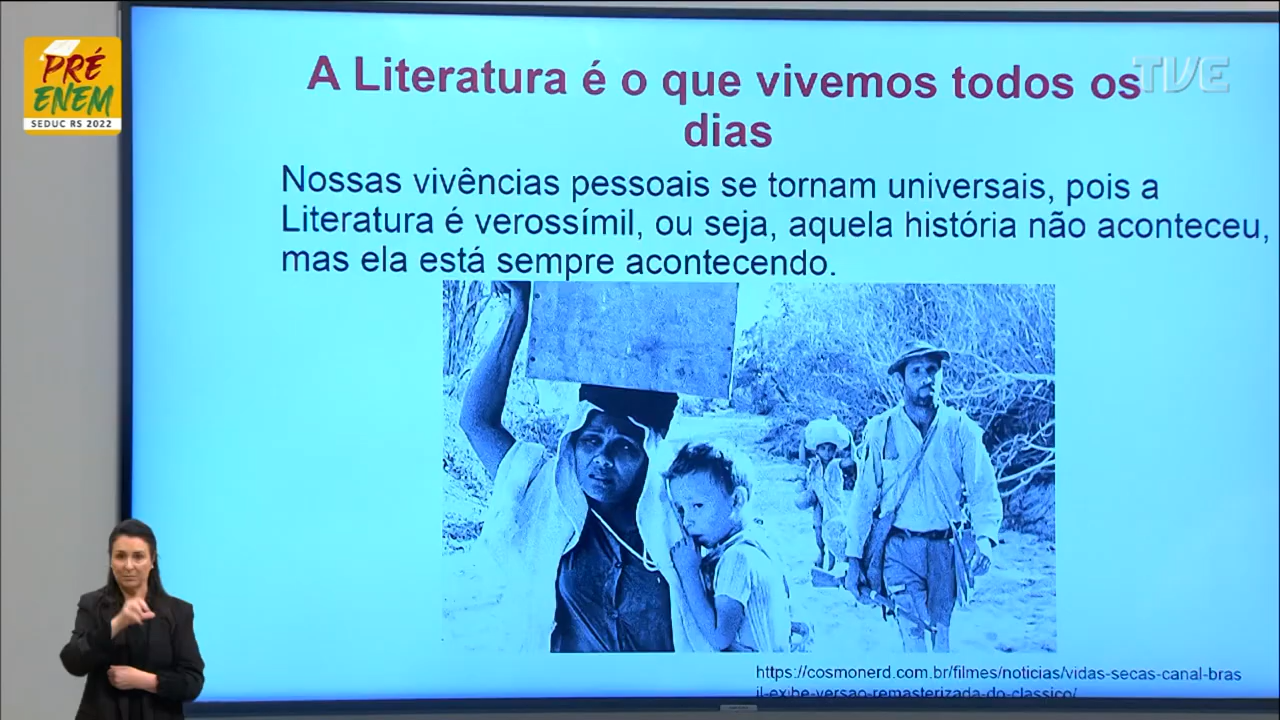 PRÉ
ENEM
SEDUC RS 2022
TVE
A Literatura é o que vivemos todos os
dias
Nossas vivências pessoais se tornam universais, pois a
Literatura é verossímil, ou seja, aquela história não aconteceu,
mas ela está sempre acontecendo.
https://cosmonerd.com.br/filmes/noticias/vidas-secas-canal-bras
il-exibe-versao-remasterizada-do-classico/